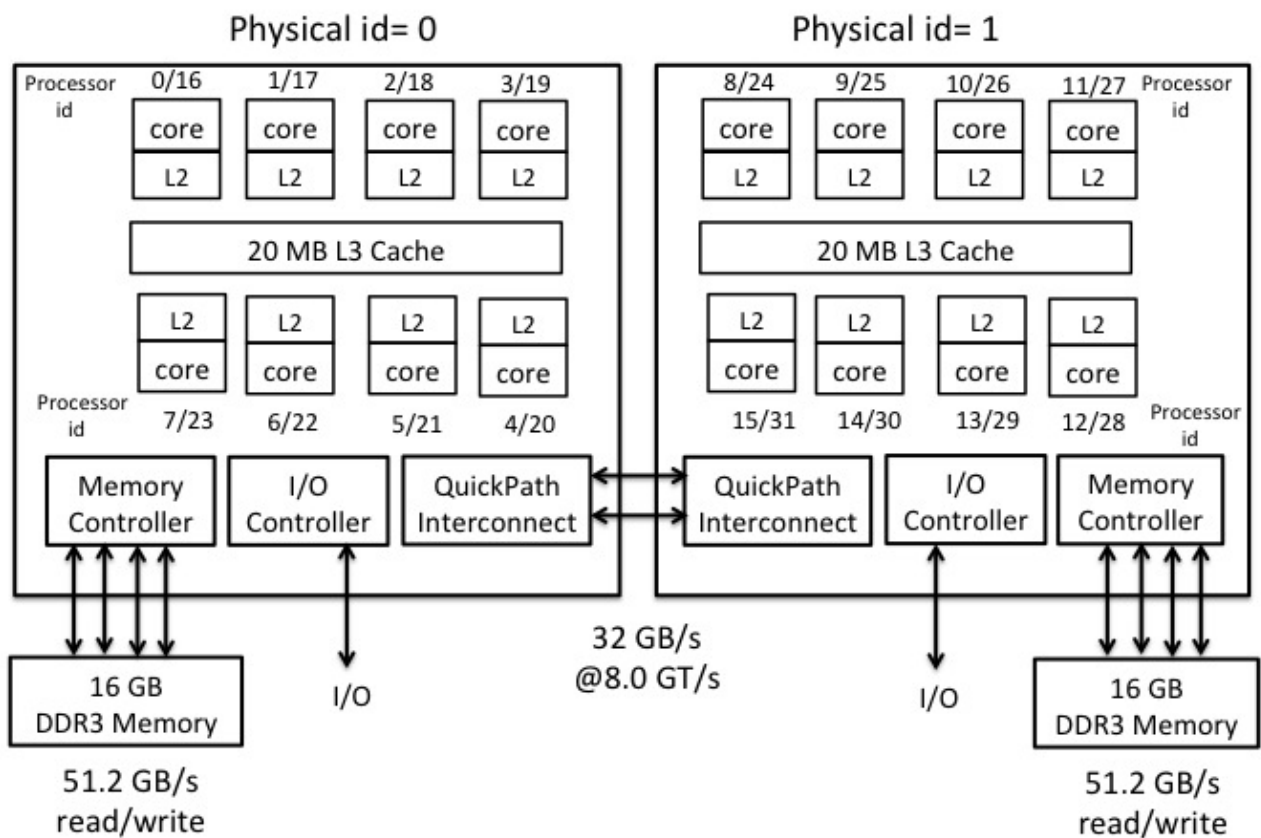 Physical id= 0
Physical id= 1
Processor id
0/16 1/17 2/18 3/19
8/24 9/25 10/26 11/27
Processor id
core core core core
core core core core
L2 L2 L2 L2
L2 L2 L2 L2
20 MB L3 Cache
20 MB L3 Cache
L2 L2 L2 L2
L2 L2 L2 L2
core core core core
core core core core
Processor id
7/23 6/22 5/21 4/20
15/31 14/30 13/29 12/28
Processor id
Memory
Controller
I/O
Controller
QuickPath
Interconnect
QuickPath
Interconnect
I/O
Controller
Memory
Controller
32 GB/s
@8.0 GT/s
16 GB
DDR3 Memory
I/O
I/O
16 GB
DDR3 Memory
51.2 GB/s
read/write
51.2 GB/s
read/write